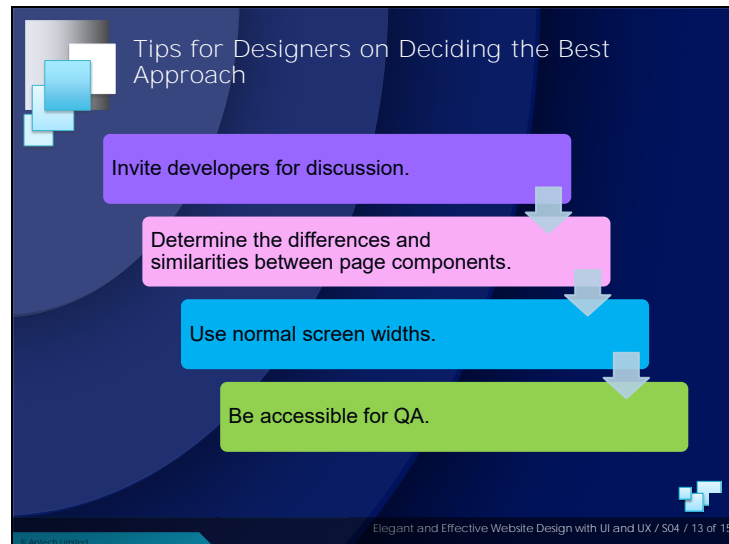 Tips for Designers on Deciding the Best
Approach
Invite developers for discussion.
Determine the differences and
similarities between page components.
Use normal screen widths.
Be accessible for QA.
Elegant and Effective Website Design with UI and UX / S04 / 13 of 15
© Aptech Limited